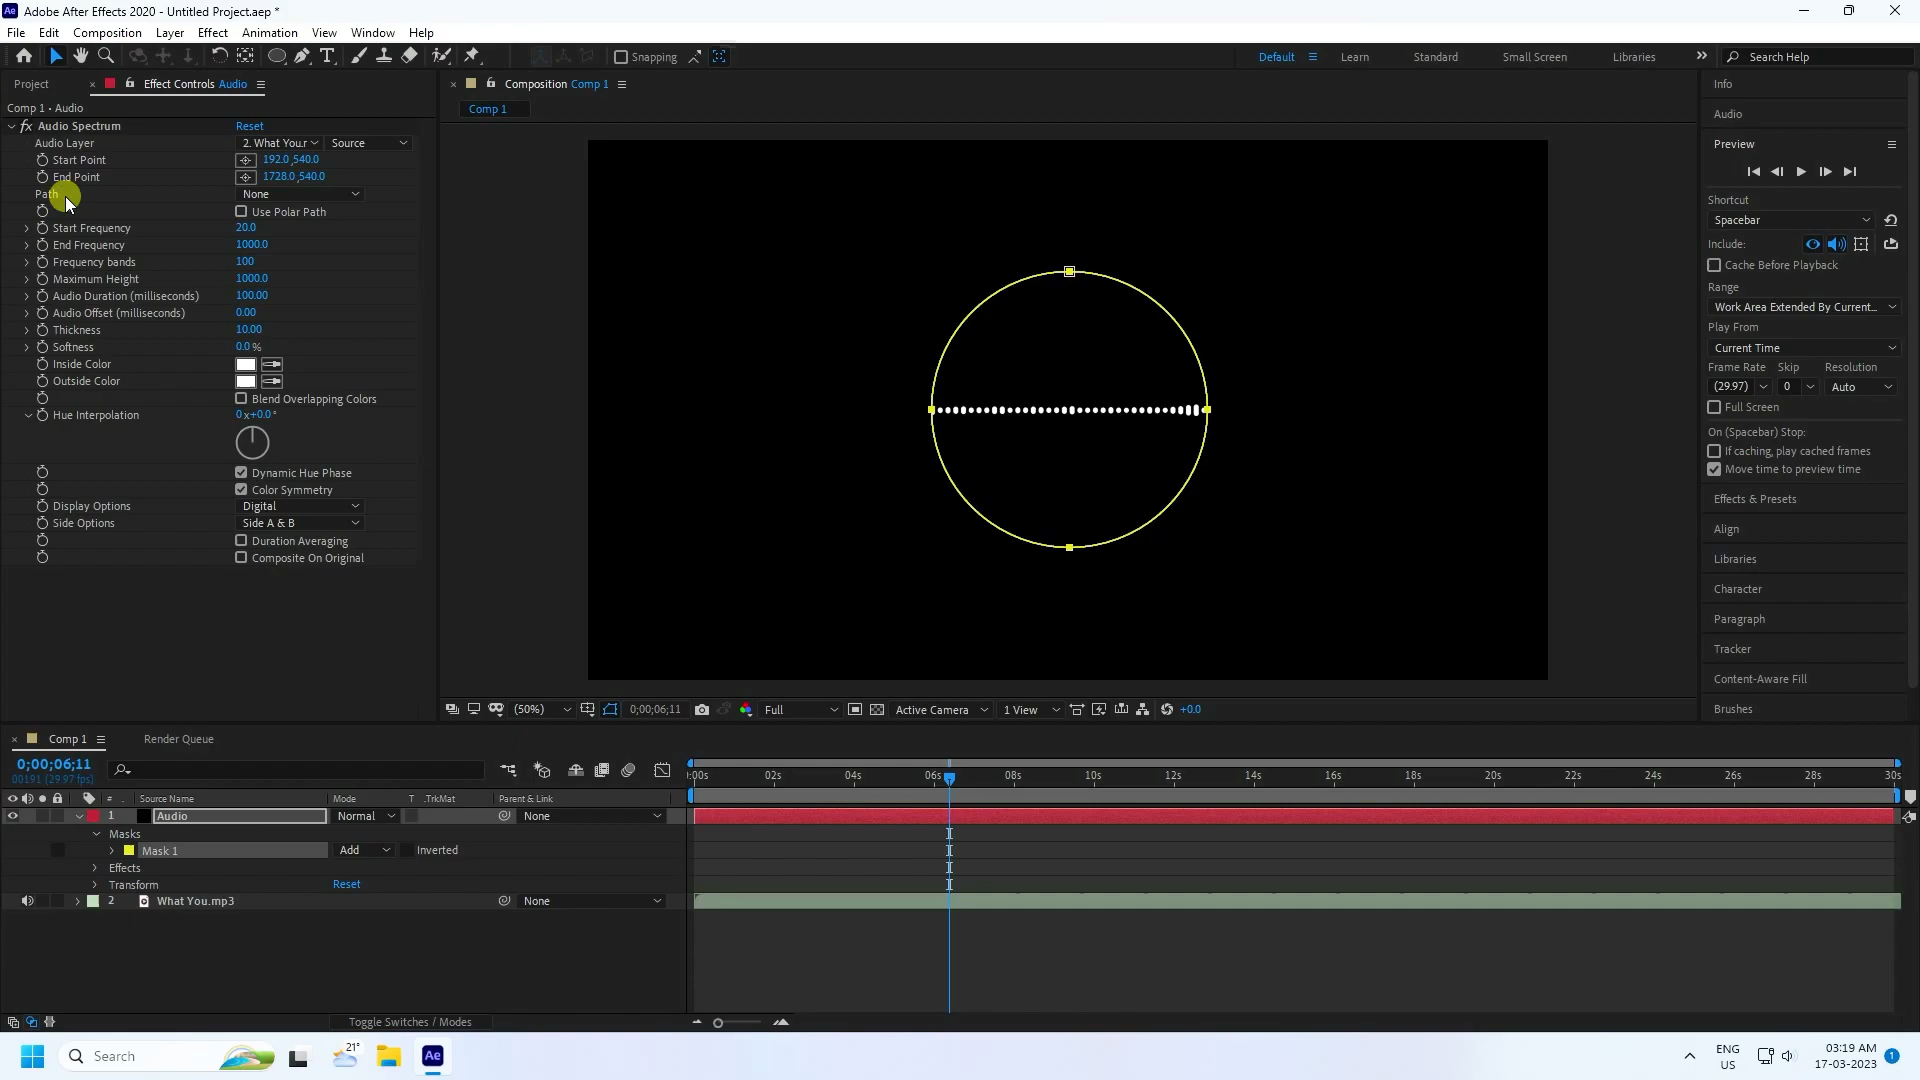 Adobe After Effects 2020 - Untitled Project.aep *
File Edit Composition Layer Effect Animation View Window Help
Snapping
Default Learn Standard Small Screen Libraries Search Help
Project Effect Controls Audio
Comp 1 • Audio
fx Audio Spectrum Reset
Audio Layer 2. What You.r Source
Start Point 192.0,540.0
End Point 1728.0,540.0
Path None
Use Polar Path
Start Frequency 20.0
End Frequency 1000.0
Frequency bands 100
Maximum Height 1000.0
Audio Duration (milliseconds) 100.00
Audio Offset (milliseconds) 0.00
Thickness 10.00
Softness 0.0 %
Inside Color
Outside Color
Blend Overlapping Colors
Hue Interpolation 0 x+0.0 °
Dynamic Hue Phase
Color Symmetry
Display Options Digital
Side Options Side A & B
Duration Averaging
Composite On Original
Composition Comp 1
Comp 1
(50%) 0;00;06;11 Full Active Camera 1 View +0.0
Info
Audio
Preview
Shortcut
Spacebar
Include:
Cache Before Playback
Range
Work Area Extended By Current...
Play From
Current Time
Frame Rate Skip Resolution
(29.97) 0 Auto
Full Screen
On (Spacebar) Stop:
If caching, play cached frames
Move time to preview time
Effects & Presets
Align
Libraries
Character
Paragraph
Tracker
Content-Aware Fill
Brushes
Comp 1 Render Queue
0;00;06;11
00191 (29.97 fps)
# Source Name Mode T .TrkMat Parent & Link
1 Audio Normal None
Masks
Mask 1 Add Inverted
Effects
Transform Reset
2 What You.mp3 None
Toggle Switches / Modes
):00s 02s 04s 06s 08s 10s 12s 14s 16s 18s 20s 22s 24s 26s 28s 30s
Search
21°
Ae
ENG
US
03:19 AM
17-03-2023
1